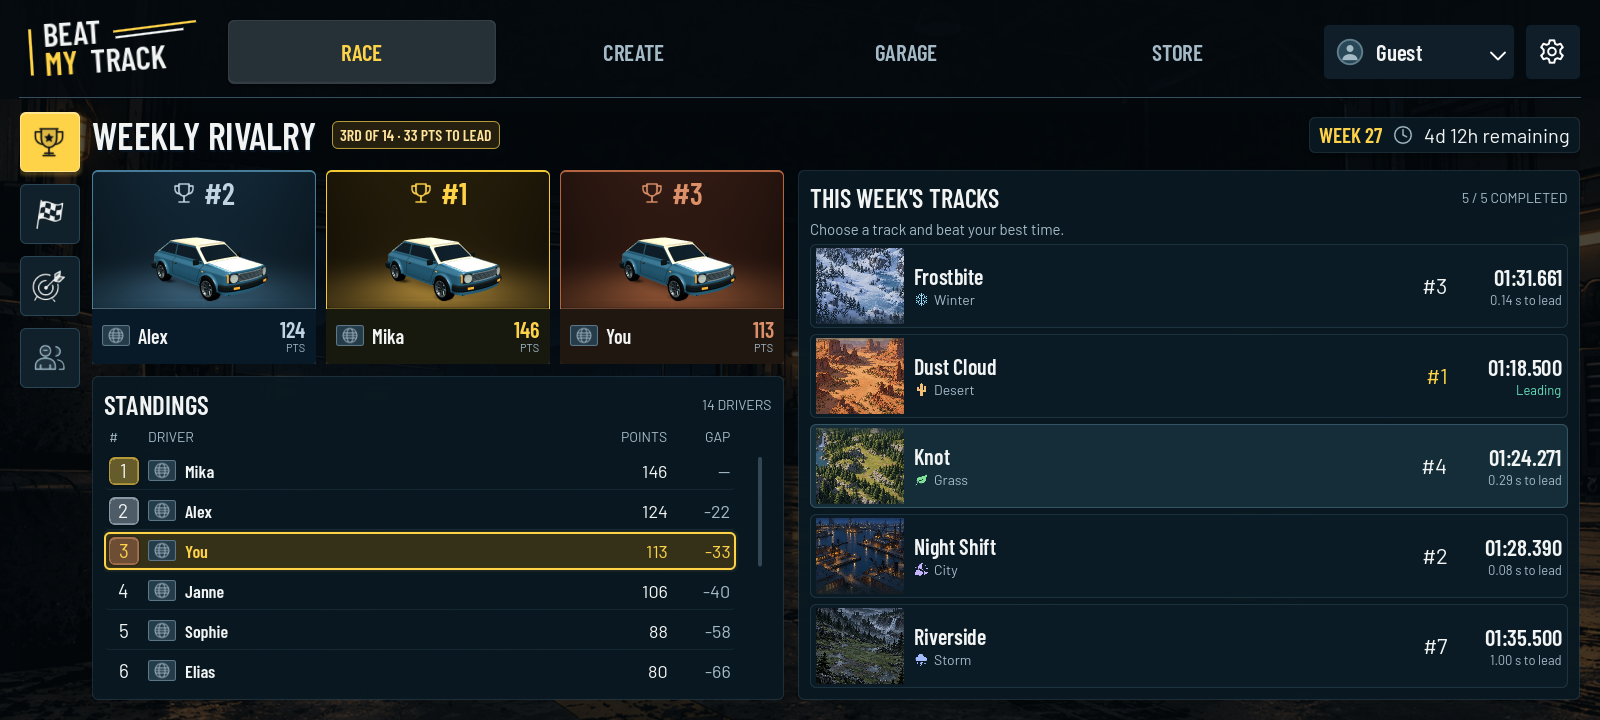 BEAT
MY TRACK
RACE
CREATE
GARAGE
STORE
Guest
WEEKLY RIVALRY
3RD OF 14 · 33 PTS TO LEAD
WEEK 27
4d 12h remaining
#2
Alex
124
PTS
#1
Mika
146
PTS
#3
You
113
PTS
STANDINGS
14 DRIVERS
# DRIVER POINTS GAP
1 Mika 146 —
2 Alex 124 -22
3 You 113 -33
4 Janne 106 -40
5 Sophie 88 -58
6 Elias 80 -66
THIS WEEK'S TRACKS
5 / 5 COMPLETED
Choose a track and beat your best time.
Frostbite
Winter
#3
01:31.661
0.14 s to lead
Dust Cloud
Desert
#1
01:18.500
Leading
Knot
Grass
#4
01:24.271
0.29 s to lead
Night Shift
City
#2
01:28.390
0.08 s to lead
Riverside
Storm
#7
01:35.500
1.00 s to lead